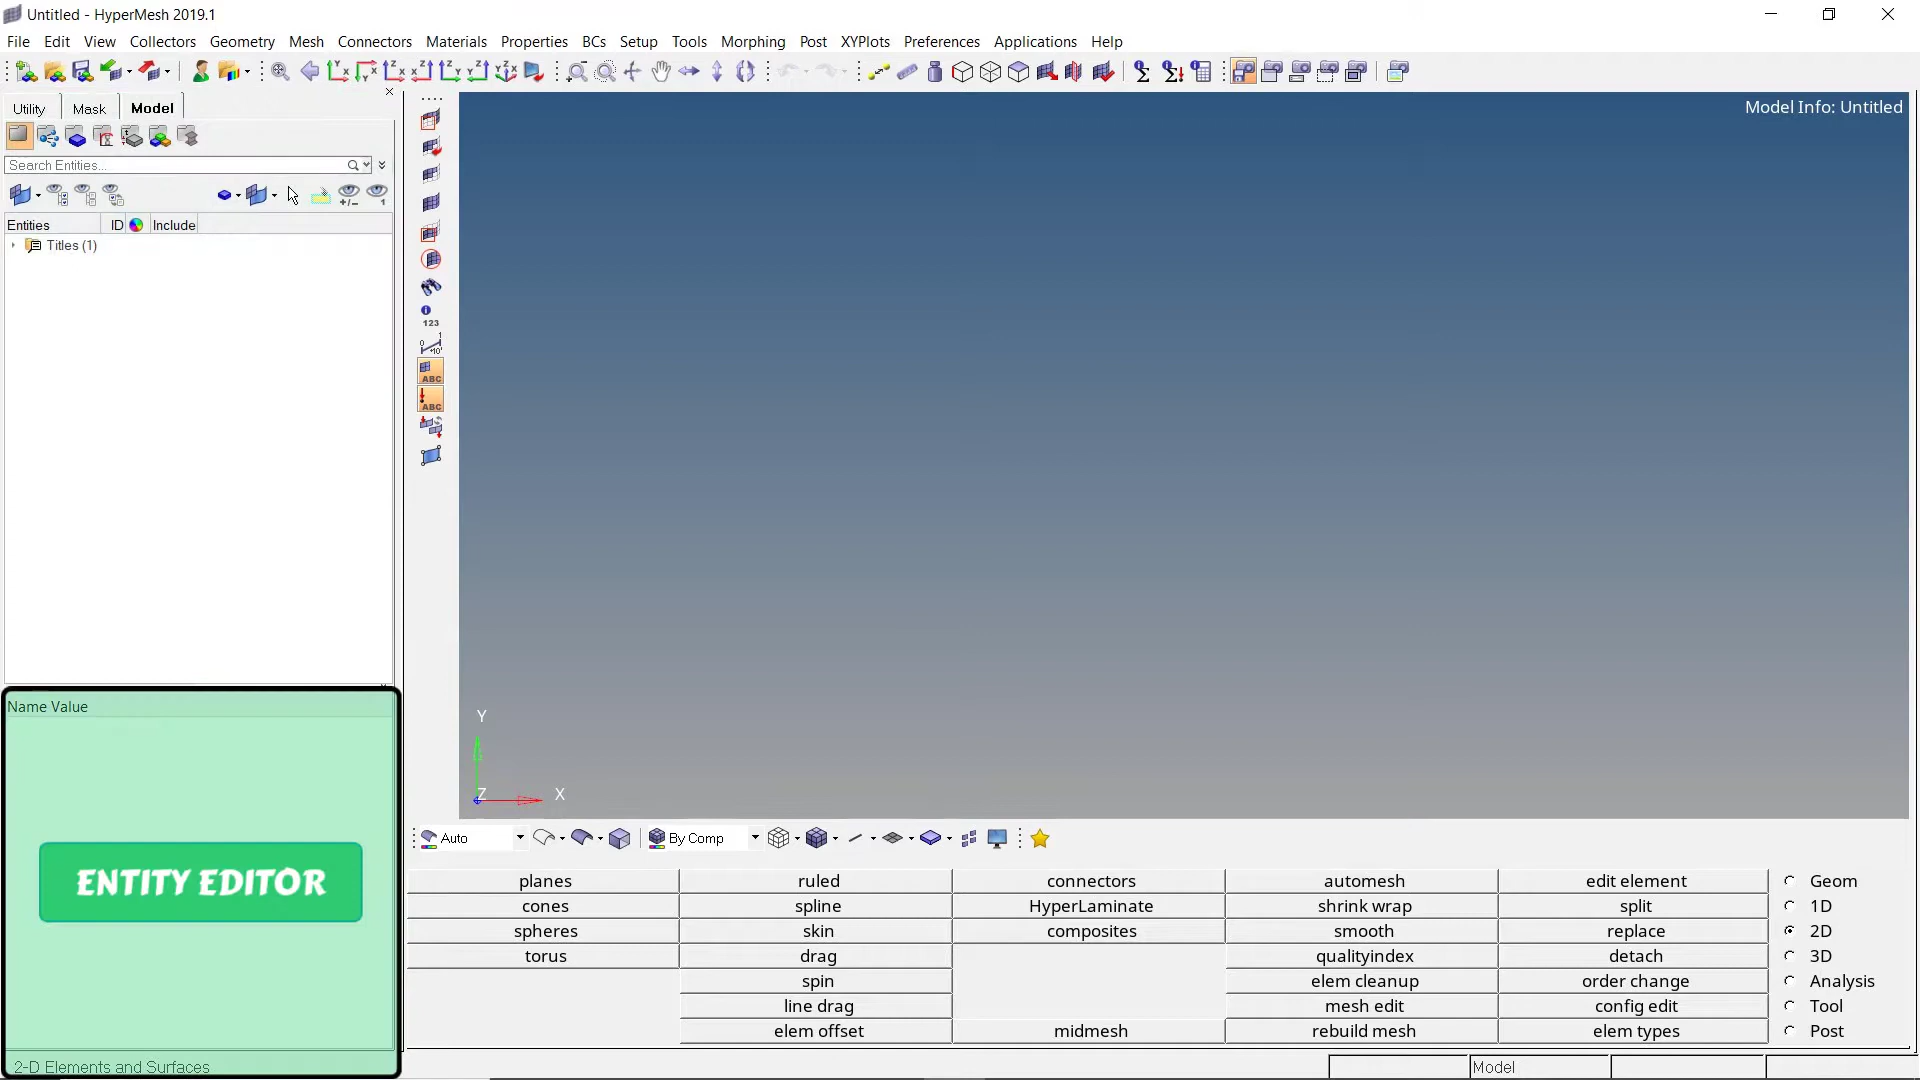 Untitled - HyperMesh 2019.1
File Edit View Collectors Geometry Mesh Connectors Materials Properties BCs Setup Tools Morphing Post XYPlots Preferences Applications Help
Utility Mask Model
Model Info: Untitled
Search Entities...
Entities ID Include
Titles (1)
123
ABC
ABC
Name Value
ENTITY EDITOR
2-D Elements and Surfaces
Y
Z X
Auto By Comp
planes ruled connectors automesh edit element Geom
cones spline HyperLaminate shrink wrap split 1D
spheres skin composites smooth replace 2D
torus drag qualityindex detach 3D
spin elem cleanup order change Analysis
line drag mesh edit config edit Tool
elem offset midmesh rebuild mesh elem types Post
Model